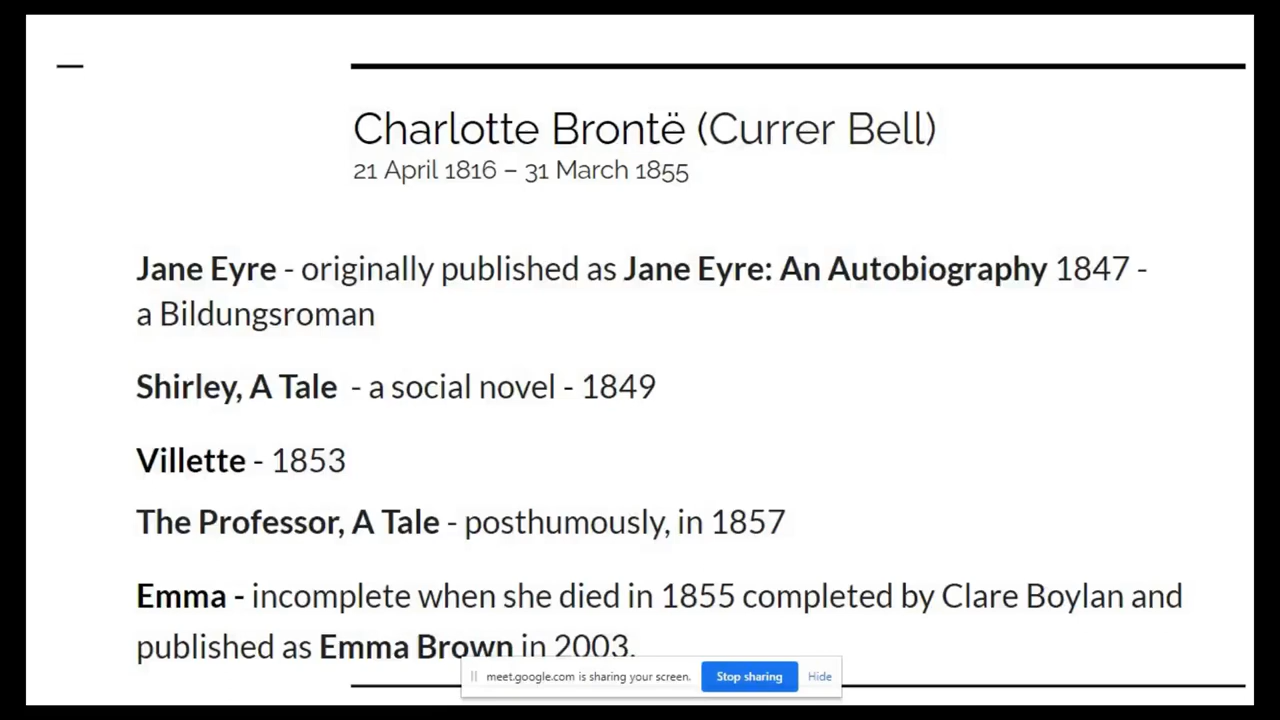 Charlotte Brontë (Currer Bell)
21 April 1816 – 31 March 1855
Jane Eyre - originally published as Jane Eyre: An Autobiography 1847 -
a Bildungsroman
Shirley, A Tale - a social novel - 1849
Villette - 1853
The Professor, A Tale - posthumously, in 1857
Emma - incomplete when she died in 1855 completed by Clare Boylan and
published as Emma Brown in 2003.
meet.google.com is sharing your screen. Stop sharing Hide